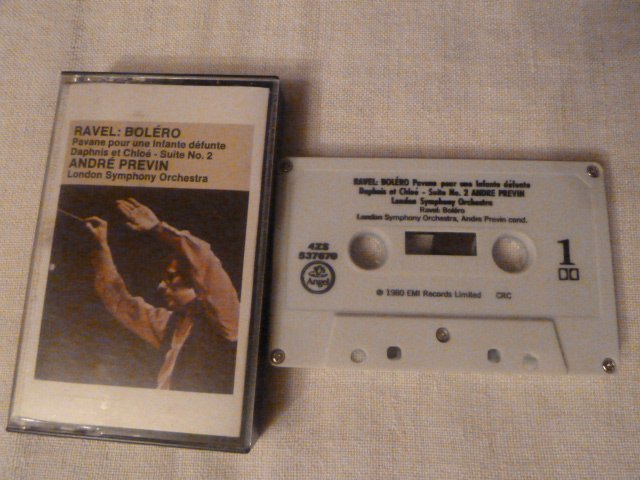 RAVEL: BOLÉRO
Pavane pour une Infante défunte
Daphnis et Chloé - Suite No. 2
ANDRÉ PREVIN
London Symphony Orchestra
RAVEL: BOLÉRO Pavane pour une Infante défunte
Daphnis et Chloé - Suite No. 2 ANDRE PREVIN
London Symphony Orchestra
Ravel: Boléro
London Symphony Orchestra, Andre Previn cond.
4ZS
537670
Angel
1
℗ 1980 EMI Records Limited CRC